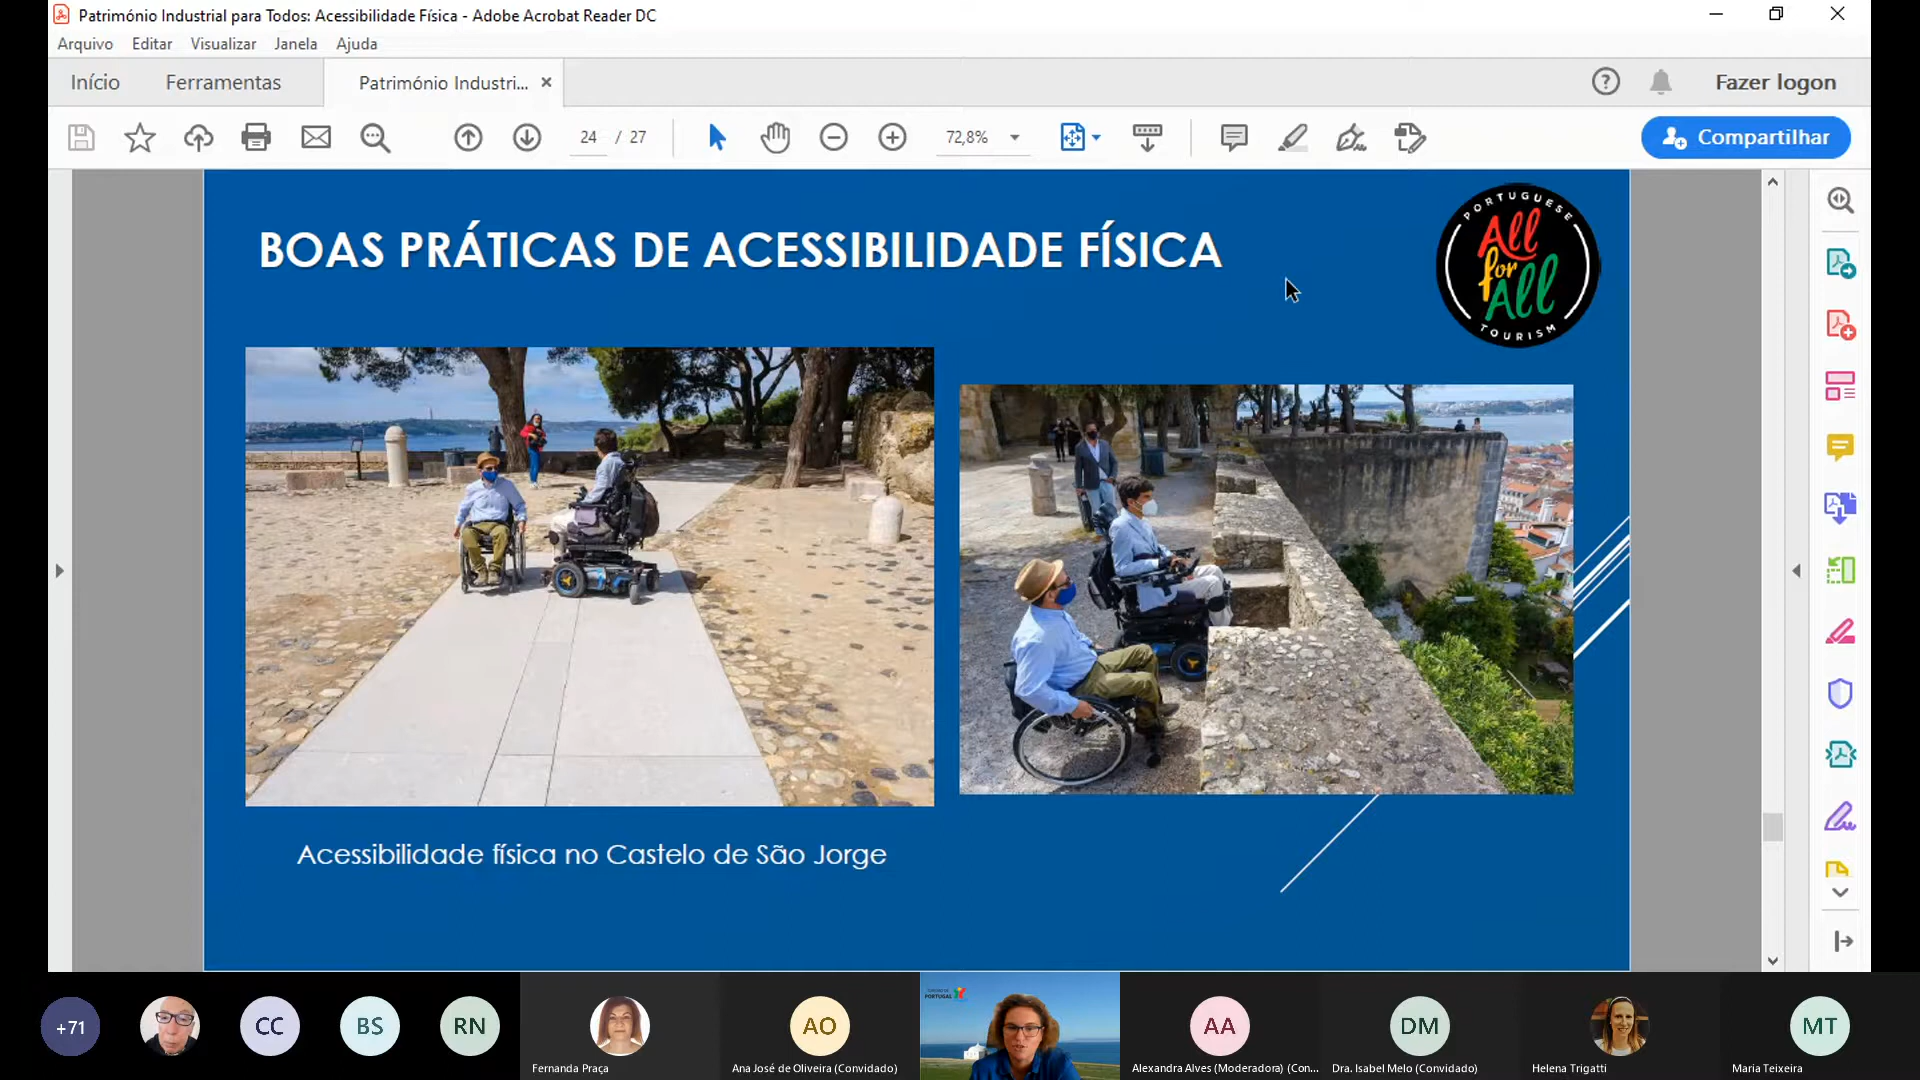 Património Industrial para Todos: Acessibilidade Física - Adobe Acrobat Reader DC
Arquivo Editar Visualizar Janela Ajuda
Início Ferramentas Património Industri... Fazer logon
24 / 27 72,8% Compartilhar
BOAS PRÁTICAS DE ACESSIBILIDADE FÍSICA
PORTUGUESE
All
for
All
TOURISM
Acessibilidade física no Castelo de São Jorge
+71 CC BS RN AO AA DM MT
PORTUGAL
Fernanda Praça Ana José de Oliveira (Convidado) Alexandra Alves (Moderadora) (Con... Dra. Isabel Melo (Convidado) Helena Trigatti Maria Teixeira